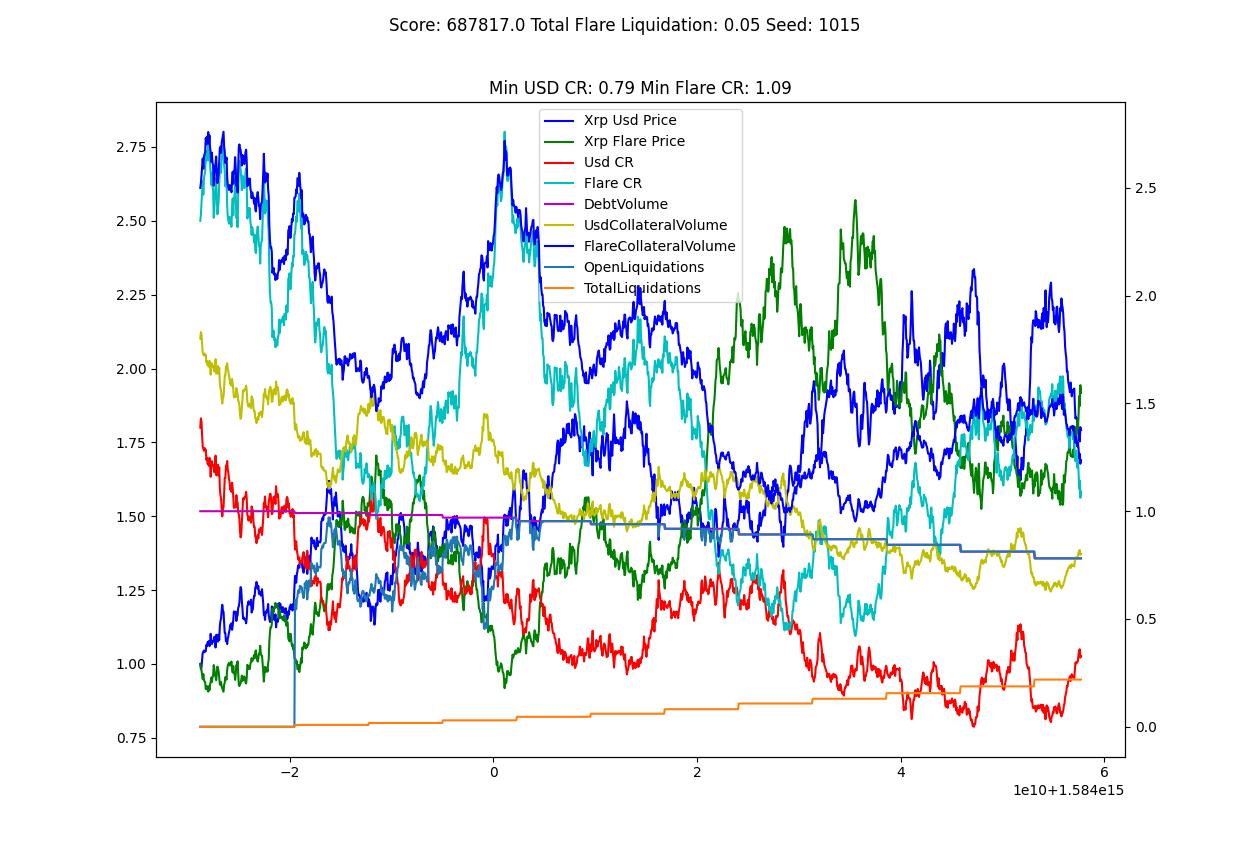 Score: 687817.0 Total Flare Liquidation: 0.05 Seed: 1015
Min USD CR: 0.79 Min Flare CR: 1.09
Xrp Usd Price
Xrp Flare Price
Usd CR
Flare CR
DebtVolume
UsdCollateralVolume
FlareCollateralVolume
OpenLiquidations
TotalLiquidations
2.75
2.50
2.25
2.00
1.75
1.50
1.25
1.00
0.75
2.5
2.0
1.5
1.0
0.5
0.0
−2
0
2
4
6
1e10+1.584e15